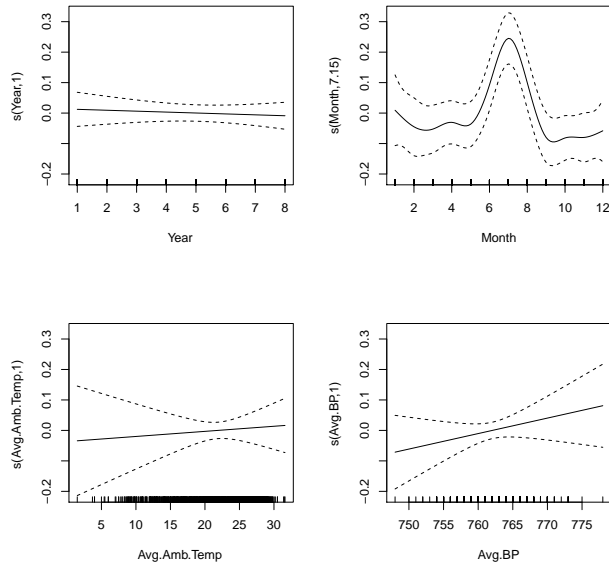 s(Year,1)
-0.2 0.0 0.1 0.2 0.3
1 2 3 4 5 6 7 8
Year
s(Month,7.15)
-0.2 0.0 0.1 0.2 0.3
2 4 6 8 10 12
Month
s(Avg.Amb.Temp,1)
-0.2 0.0 0.1 0.2 0.3
5 10 15 20 25 30
Avg.Amb.Temp
s(Avg.BP,1)
-0.2 0.0 0.1 0.2 0.3
750 755 760 765 770 775
Avg.BP